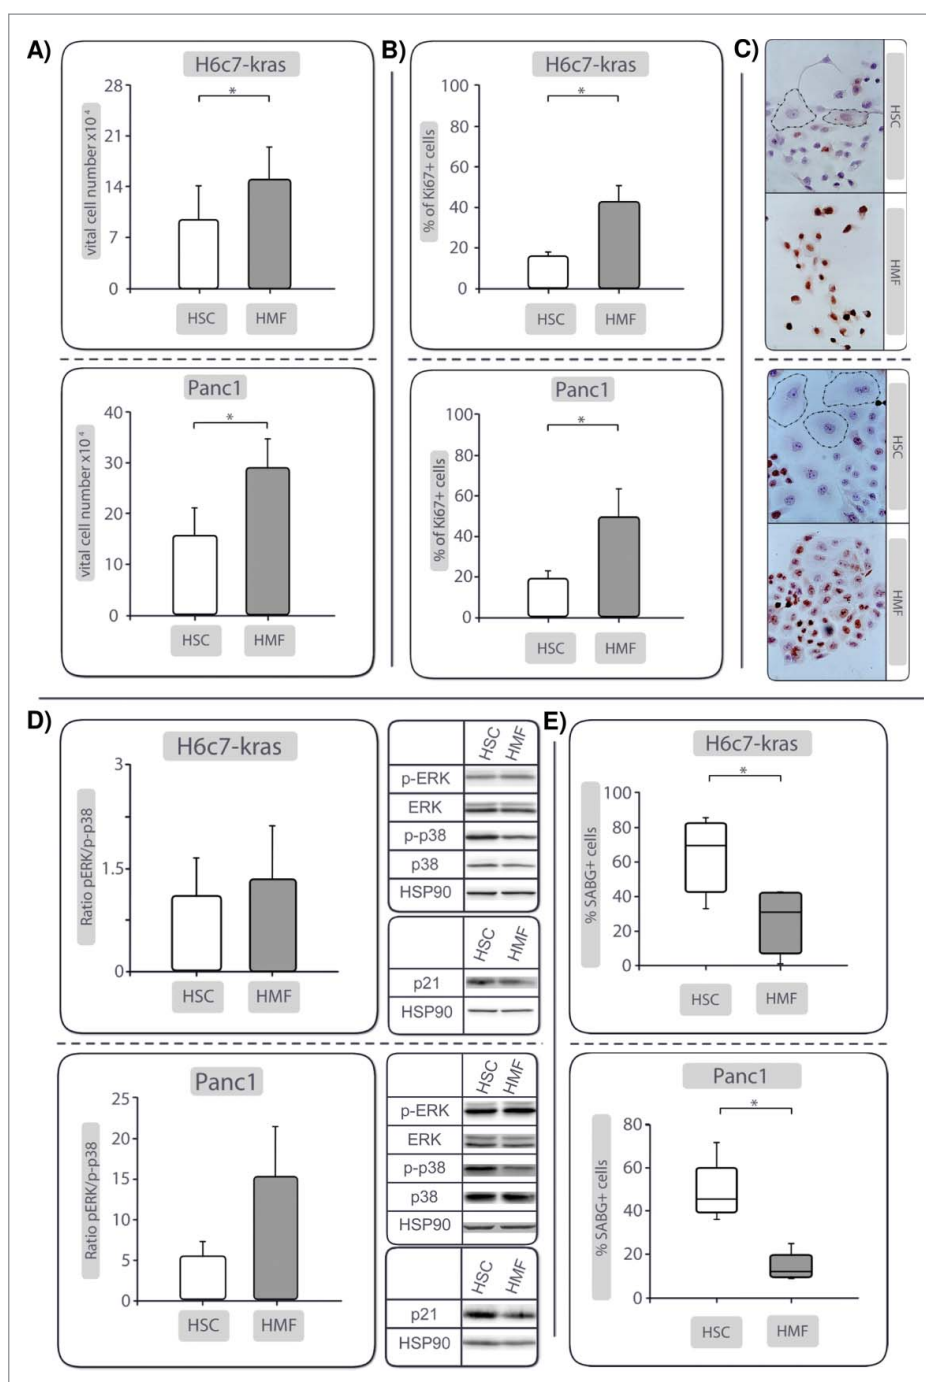 A)
H6c7-kras
vital cell number x10⁴
28
21
14
7
0
*
HSC
HMF
Panc1
vital cell number x10⁴
40
30
20
10
0
*
HSC
HMF
B)
H6c7-kras
% of Ki67+ cells
100
80
60
40
20
0
*
HSC
HMF
Panc1
% of Ki67+ cells
100
80
60
40
20
0
*
HSC
HMF
C)
HSC
HMF
HSC
HMF
D)
H6c7-kras
Ratio pERK/p-p38
3
1.5
0
HSC
HMF
HSC HMF
p-ERK
ERK
p-p38
p38
HSP90
HSC HMF
p21
HSP90
Panc1
Ratio pERK/p-p38
25
20
15
10
5
0
HSC
HMF
HSC HMF
p-ERK
ERK
p-p38
p38
HSP90
HSC HMF
p21
HSP90
E)
H6c7-kras
% SABG+ cells
100
80
60
40
20
0
*
HSC
HMF
Panc1
% SABG+ cells
80
60
40
20
0
*
HSC
HMF